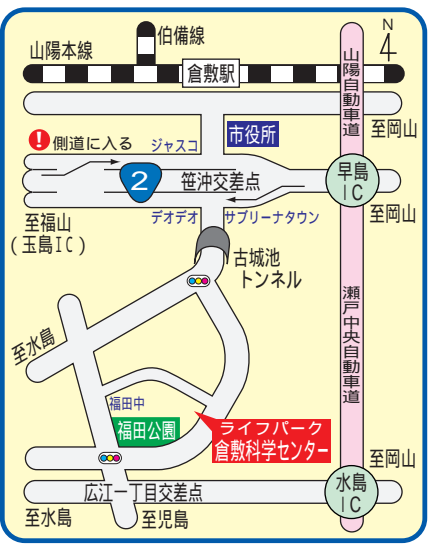 伯備線
N
山陽本線
倉敷駅
山陽自動車道
至岡山
側道に入る
ジャスコ
市役所
2
笹沖交差点
早島
IC
デオデオ
サブリーナタウン
至岡山
至福山
(玉島IC)
古城池
トンネル
瀬戸中央自動車道
至水島
福田中
福田公園
ライフパーク
倉敷科学センター
至岡山
水島
IC
広江一丁目交差点
至水島
至児島